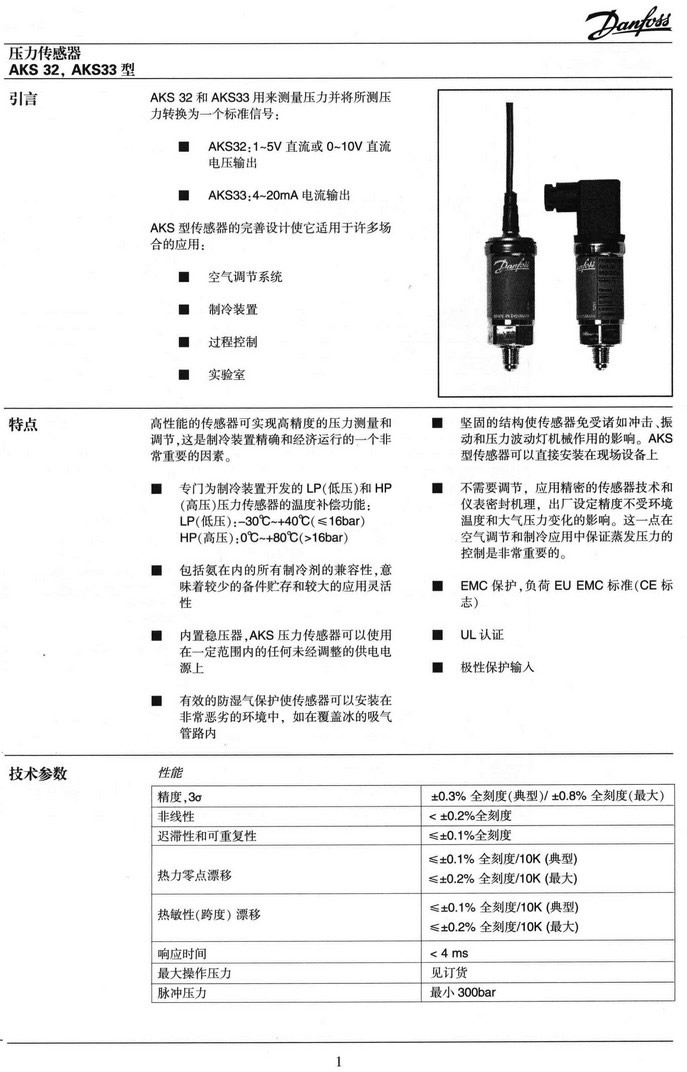 Danfoss
压力传感器
AKS 32，AKS33 型
引言
AKS 32 和 AKS33 用来测量压力并将所测压
力转换为一个标准信号：
■ AKS32：1~5V 直流或 0~10V 直流
电压输出
■ AKS33：4~20mA 电流输出
AKS 型传感器的完善设计使它适用于许多场
合的应用：
■ 空气调节系统
■ 制冷装置
■ 过程控制
■ 实验室
Danfoss
Danfoss
特点
高性能的传感器可实现高精度的压力测量和
调节，这是制冷装置精确和经济运行的一个非
常重要的因素。
■ 专门为制冷装置开发的 LP（低压）和 HP
（高压）压力传感器的温度补偿功能：
LP（低压）：–30℃~+40℃（≤16bar）
HP（高压）：0℃~+80℃（>16bar）
■ 包括氨在内的所有制冷剂的兼容性，意
味着较少的备件贮存和较大的应用灵活
性
■ 内置稳压器，AKS 压力传感器可以使用
在一定范围内的任何未经调整的供电电
源上
■ 有效的防湿气保护使传感器可以安装在
非常恶劣的环境中，如在覆盖冰的吸气
管路内
■ 坚固的结构使传感器免受诸如冲击、振
动和压力波动灯机械作用的影响。AKS
型传感器可以直接安装在现场设备上
■ 不需要调节，应用精密的传感器技术和
仪表密封机理，出厂设定精度不受环境
温度和大气压力变化的影响。这一点在
空气调节和制冷应用中保证蒸发压力的
控制是非常重要的。
■ EMC 保护，负荷 EU EMC 标准（CE 标
志）
■ UL 认证
■ 极性保护输入
技术参数
性能
精度，3σ ±0.3% 全刻度（典型）/ ±0.8% 全刻度（最大）
非线性 < ±0.2%全刻度
迟滞性和可重复性 ≤±0.1%全刻度
热力零点漂移 ≤±0.1% 全刻度/10K (典型)
≤±0.2% 全刻度/10K (最大)
热敏性(跨度) 漂移 ≤±0.1% 全刻度/10K (典型)
≤±0.2% 全刻度/10K (最大)
响应时间 < 4 ms
最大操作压力 见订货
脉冲压力 最小 300bar
1